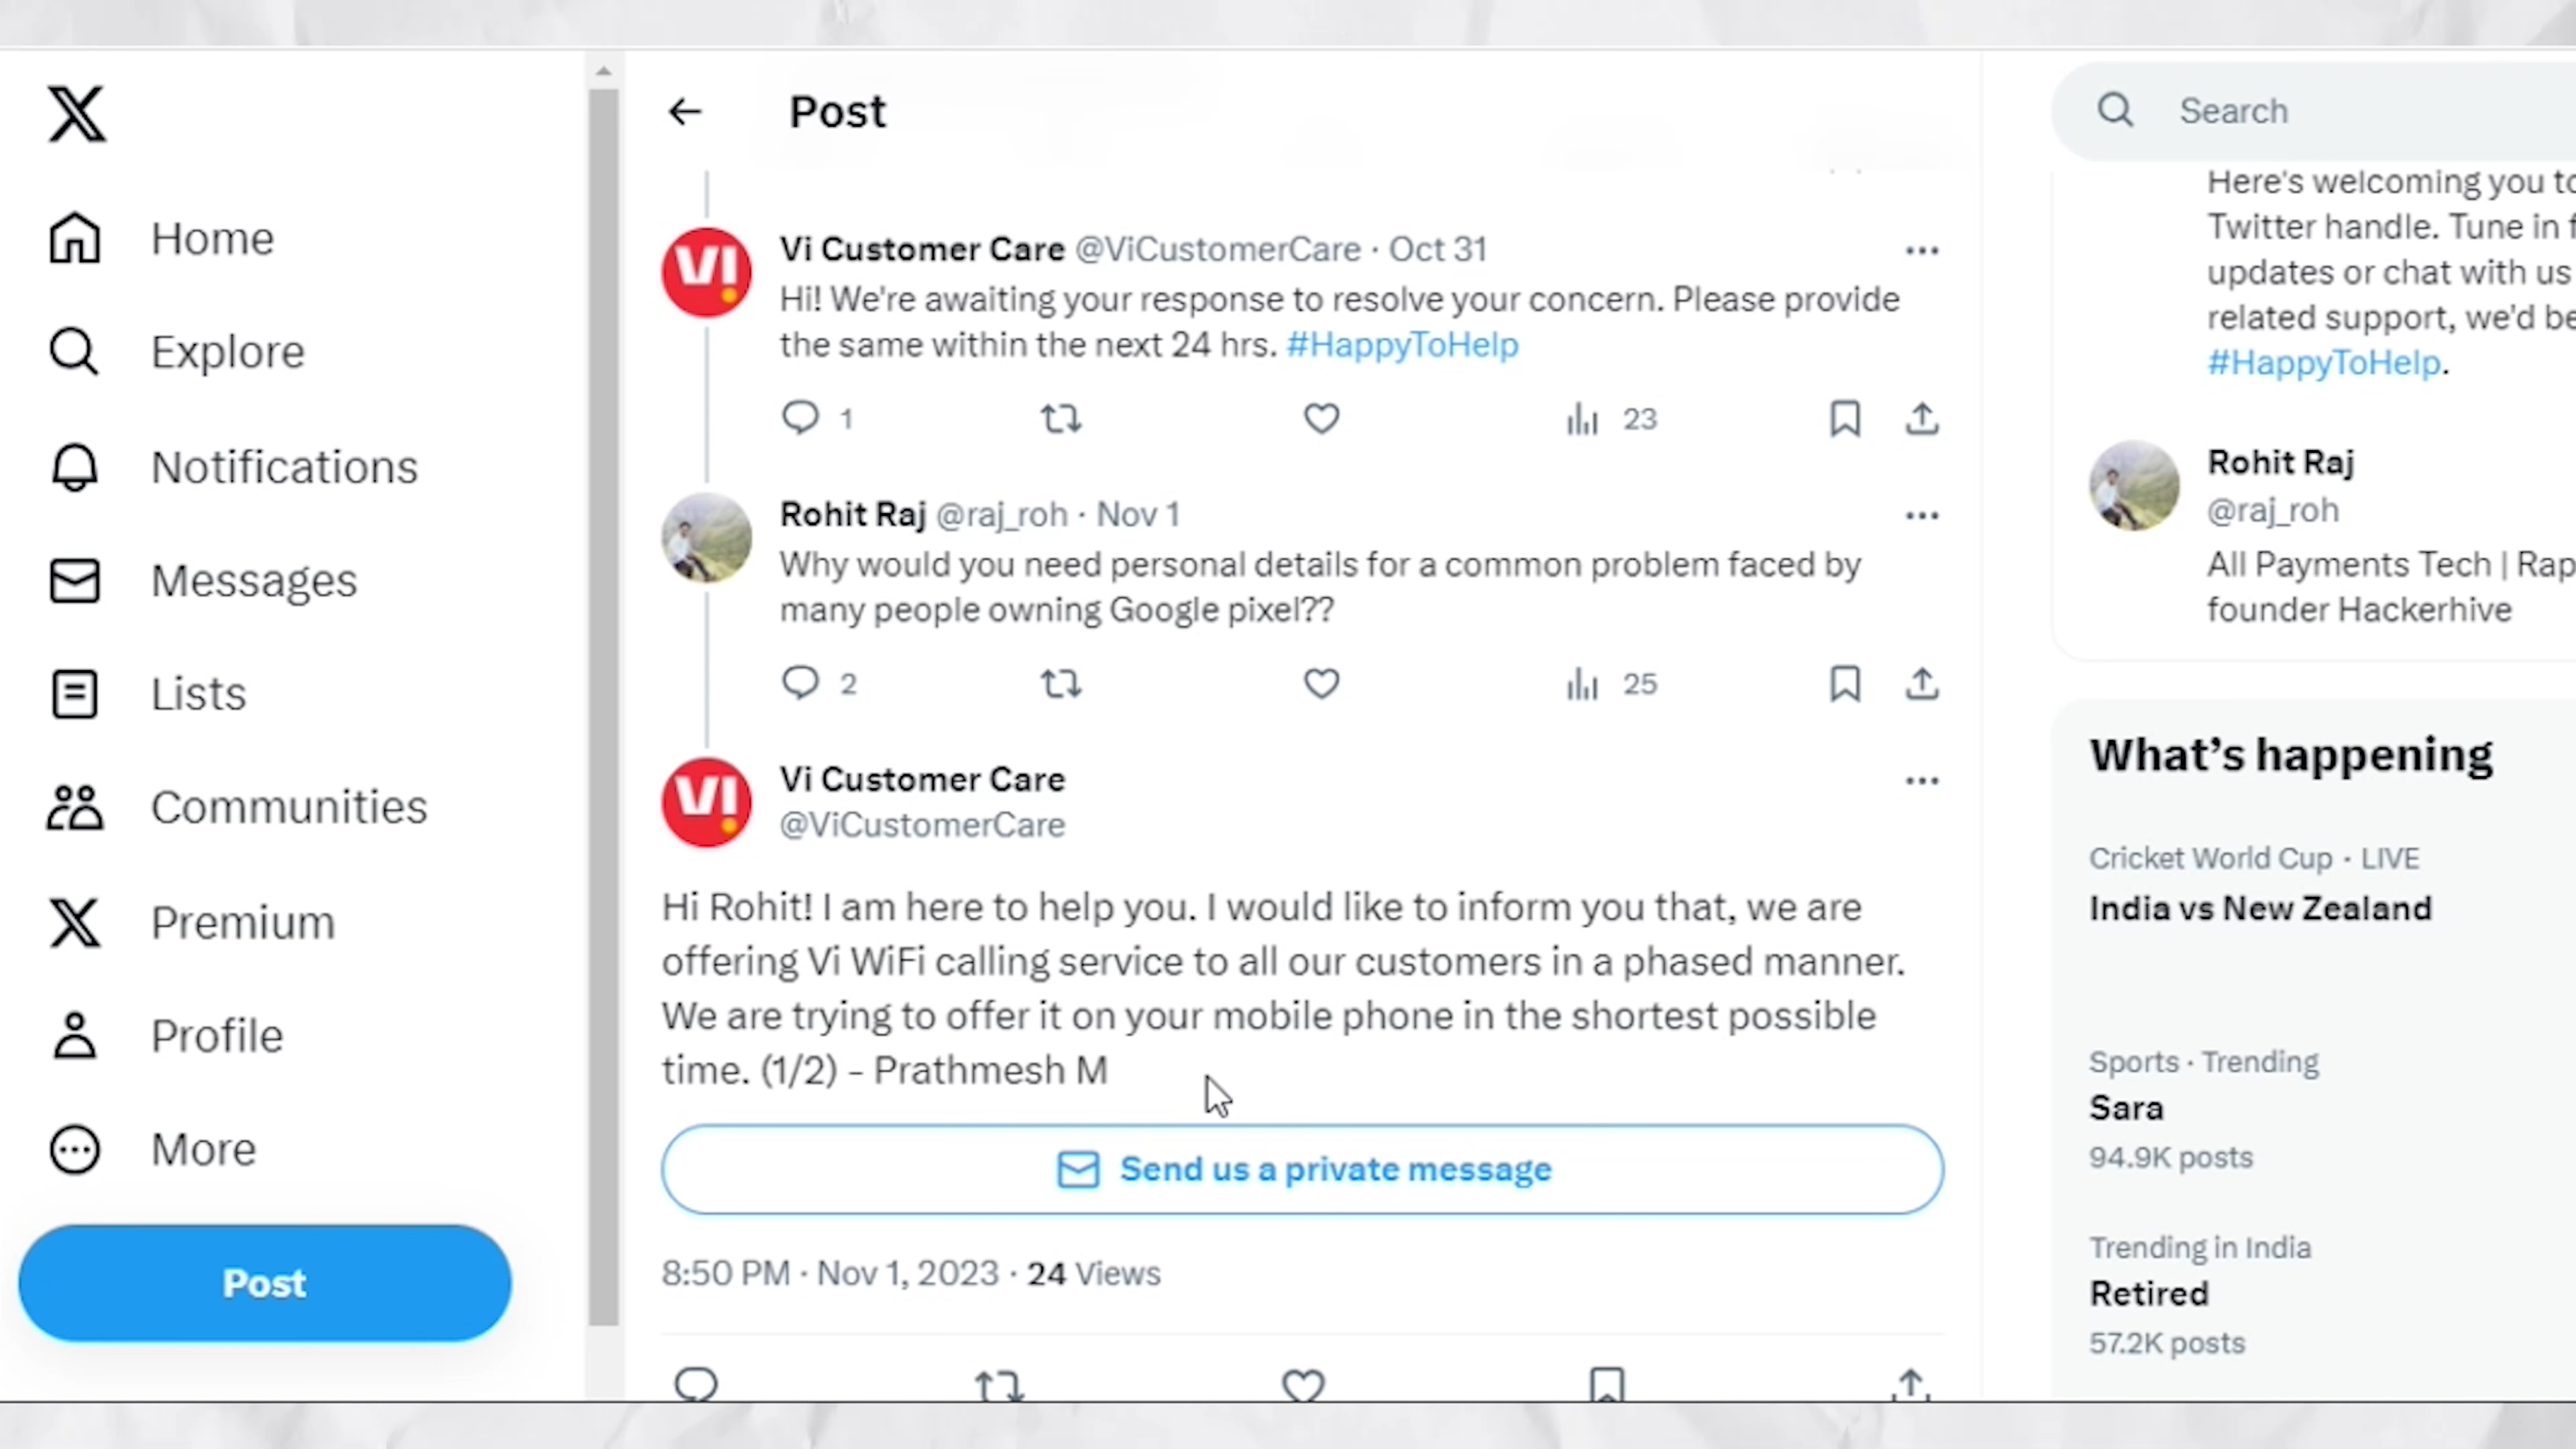 Home
Explore
Notifications
Messages
Lists
Communities
Premium
Profile
More
Post
Post
Vi Customer Care @ViCustomerCare · Oct 31
Hi! We're awaiting your response to resolve your concern. Please provide
the same within the next 24 hrs. #HappyToHelp
1
23
Rohit Raj @raj_roh · Nov 1
Why would you need personal details for a common problem faced by
many people owning Google pixel??
2
25
Vi Customer Care
@ViCustomerCare
Hi Rohit! I am here to help you. I would like to inform you that, we are
offering Vi WiFi calling service to all our customers in a phased manner.
We are trying to offer it on your mobile phone in the shortest possible
time. (1/2) - Prathmesh M
Send us a private message
8:50 PM · Nov 1, 2023 · 24 Views
Search
Here's welcoming you to
Twitter handle. Tune in f
updates or chat with us
related support, we'd be
#HappyToHelp.
Rohit Raj
@raj_roh
All Payments Tech | Rap
founder Hackerhive
What's happening
Cricket World Cup · LIVE
India vs New Zealand
Sports · Trending
Sara
94.9K posts
Trending in India
Retired
57.2K posts